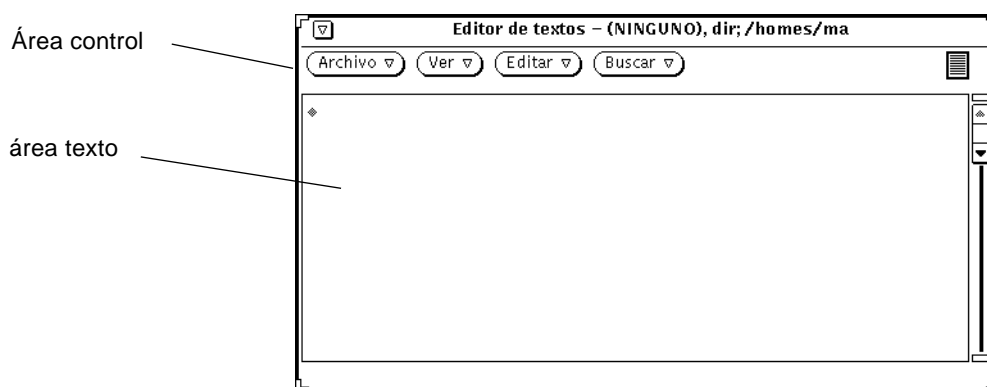 Editor de textos – (NINGUNO), dir; /homes/ma
Área control
Archivo Ver Editar Buscar
área texto